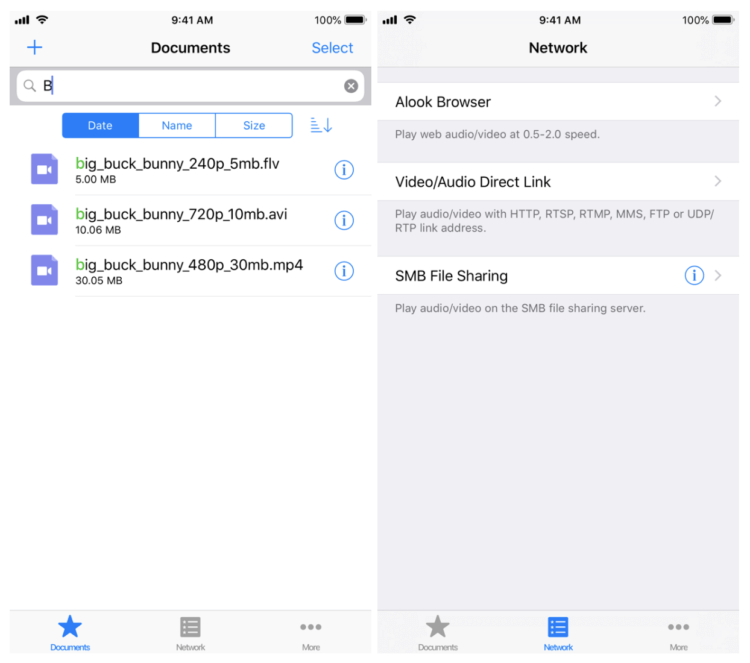 9:41 AM
100%
Documents
Select
B
Date
Name
Size
big_buck_bunny_240p_5mb.flv
5.00 MB
big_buck_bunny_720p_10mb.avi
10.06 MB
big_buck_bunny_480p_30mb.mp4
30.05 MB
Documents
Network
More
9:41 AM
100%
Network
Alook Browser
Play web audio/video at 0.5-2.0 speed.
Video/Audio Direct Link
Play audio/video with HTTP, RTSP, RTMP, MMS, FTP or UDP/
RTP link address.
SMB File Sharing
Play audio/video on the SMB file sharing server.
Documents
Network
More